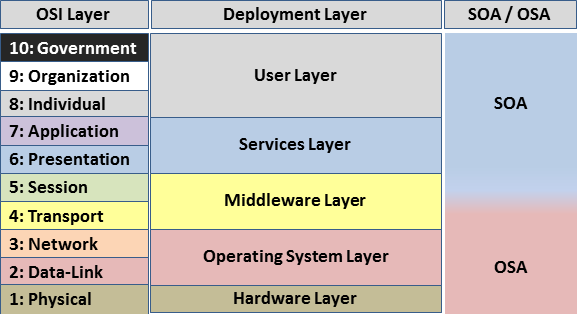 OSI Layer
Deployment Layer
SOA / OSA
10: Government
9: Organization
8: Individual
7: Application
6: Presentation
5: Session
4: Transport
3: Network
2: Data-Link
1: Physical
User Layer
Services Layer
Middleware Layer
Operating System Layer
Hardware Layer
SOA
OSA